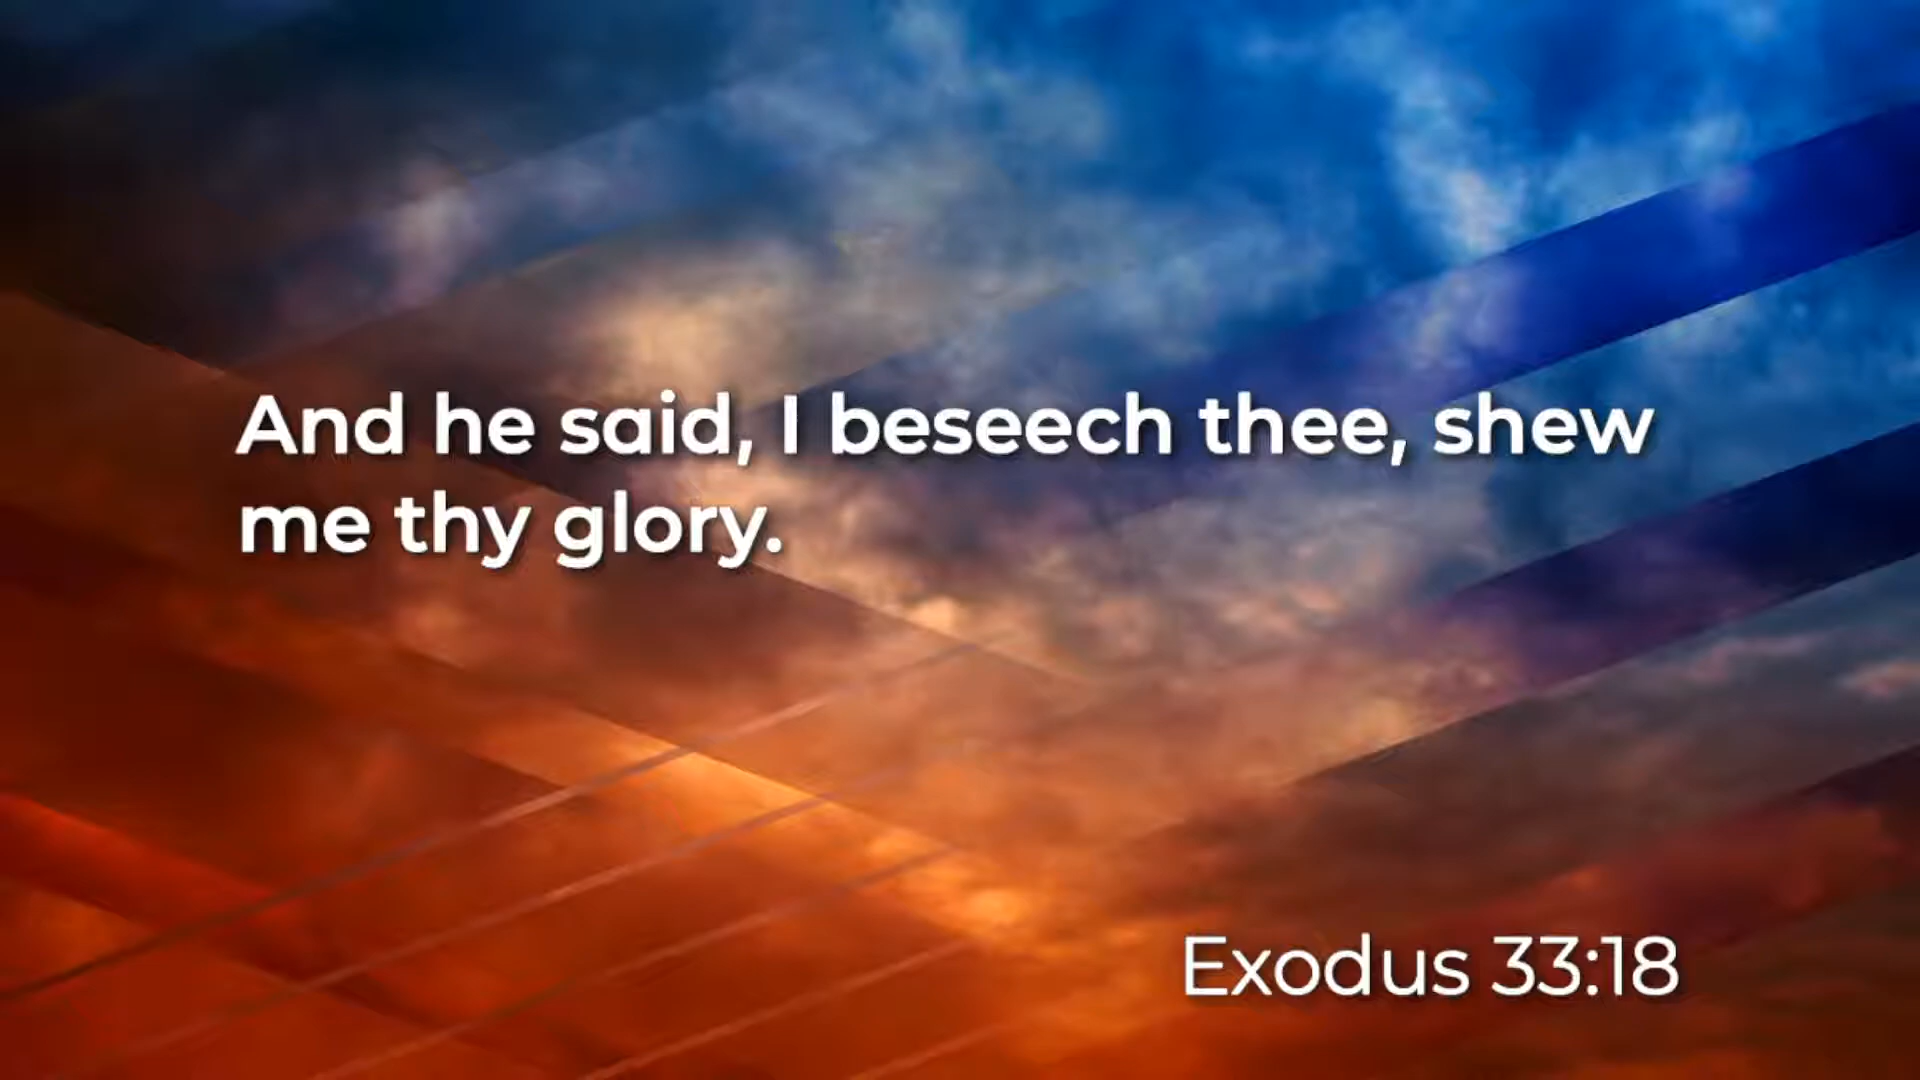 And he said, I beseech thee, shew
me thy glory.
Exodus 33:18